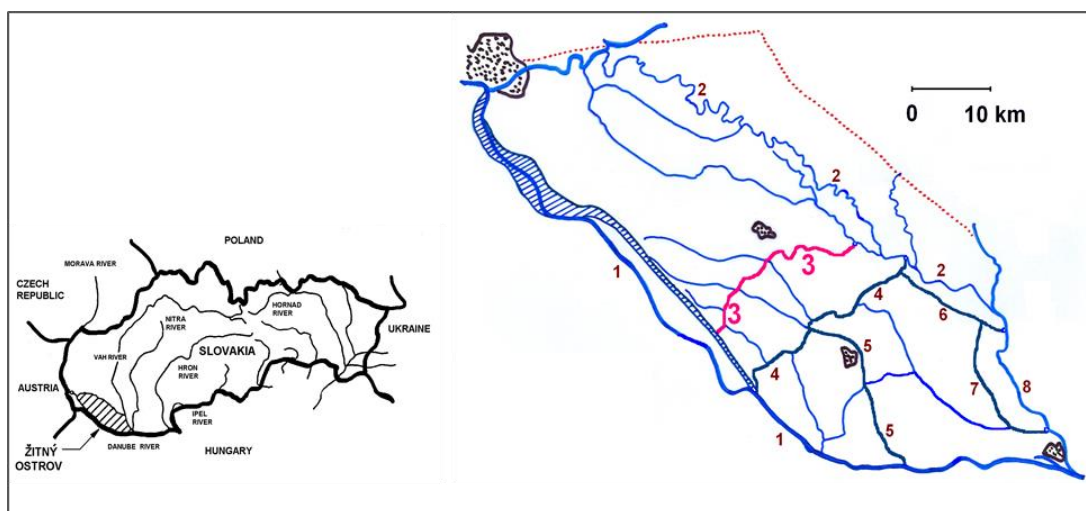 POLAND
MORAVA RIVER
CZECH
REPUBLIC
HORNAD
RIVER
NITRA
RIVER
UKRAINE
VAH RIVER
SLOVAKIA
HRON
RIVER
AUSTRIA
IPEL
RIVER
ŽITNÝ
OSTROV
DANUBE RIVER
HUNGARY
2
0 10 km
2
1
3
3
4
2
6
5
4
7
8
1
5